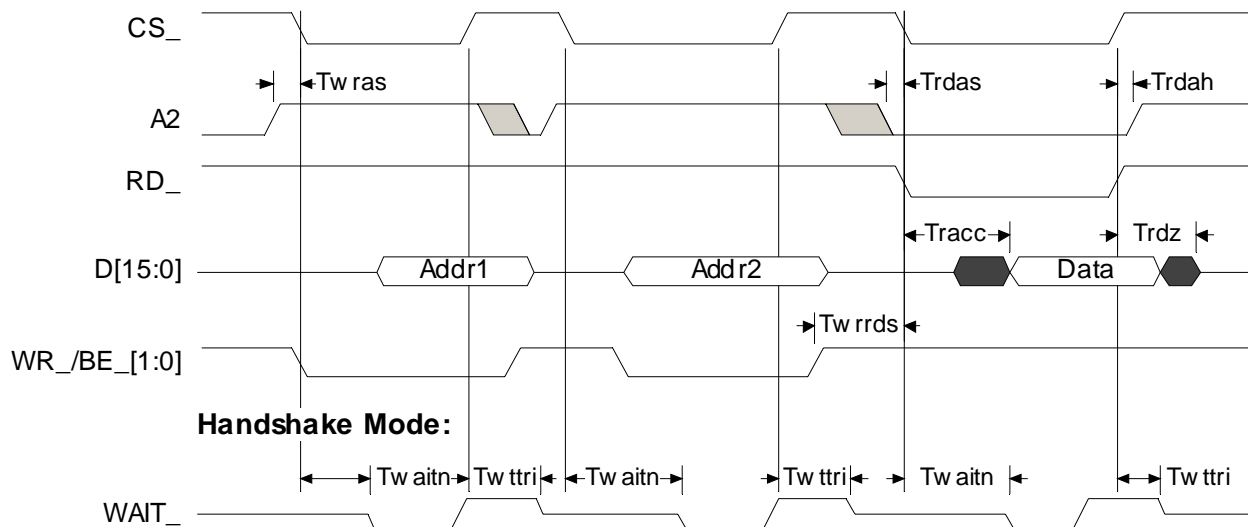 CS_
Tw ras
Trdas
Trdah
A2
RD_
Tracc
Trdz
D[15:0]
Addr1
Addr2
Data
Tw rrds
WR_/BE_[1:0]
Handshake Mode:
Tw aitn
Tw ttri
Tw aitn
Tw ttri
Tw aitn
Tw ttri
WAIT_